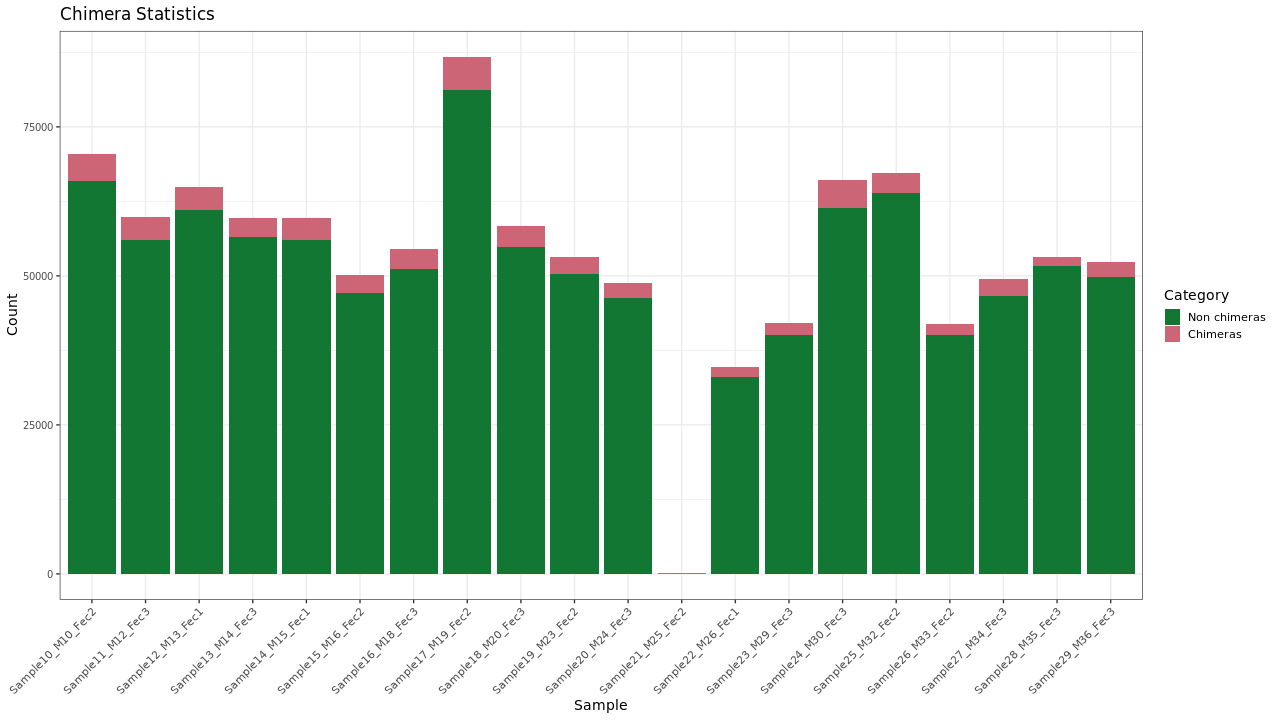 Chimera Statistics
Count
75000
50000
25000
0
Sample10_M10_Fec2
Sample11_M12_Fec3
Sample12_M13_Fec1
Sample13_M14_Fec3
Sample14_M15_Fec1
Sample15_M16_Fec2
Sample16_M18_Fec3
Sample17_M19_Fec2
Sample18_M20_Fec3
Sample19_M23_Fec2
Sample20_M24_Fec3
Sample21_M25_Fec2
Sample22_M26_Fec1
Sample23_M29_Fec3
Sample24_M30_Fec3
Sample25_M32_Fec2
Sample26_M33_Fec2
Sample27_M34_Fec3
Sample28_M35_Fec3
Sample29_M36_Fec3
Sample
Category
Non chimeras
Chimeras